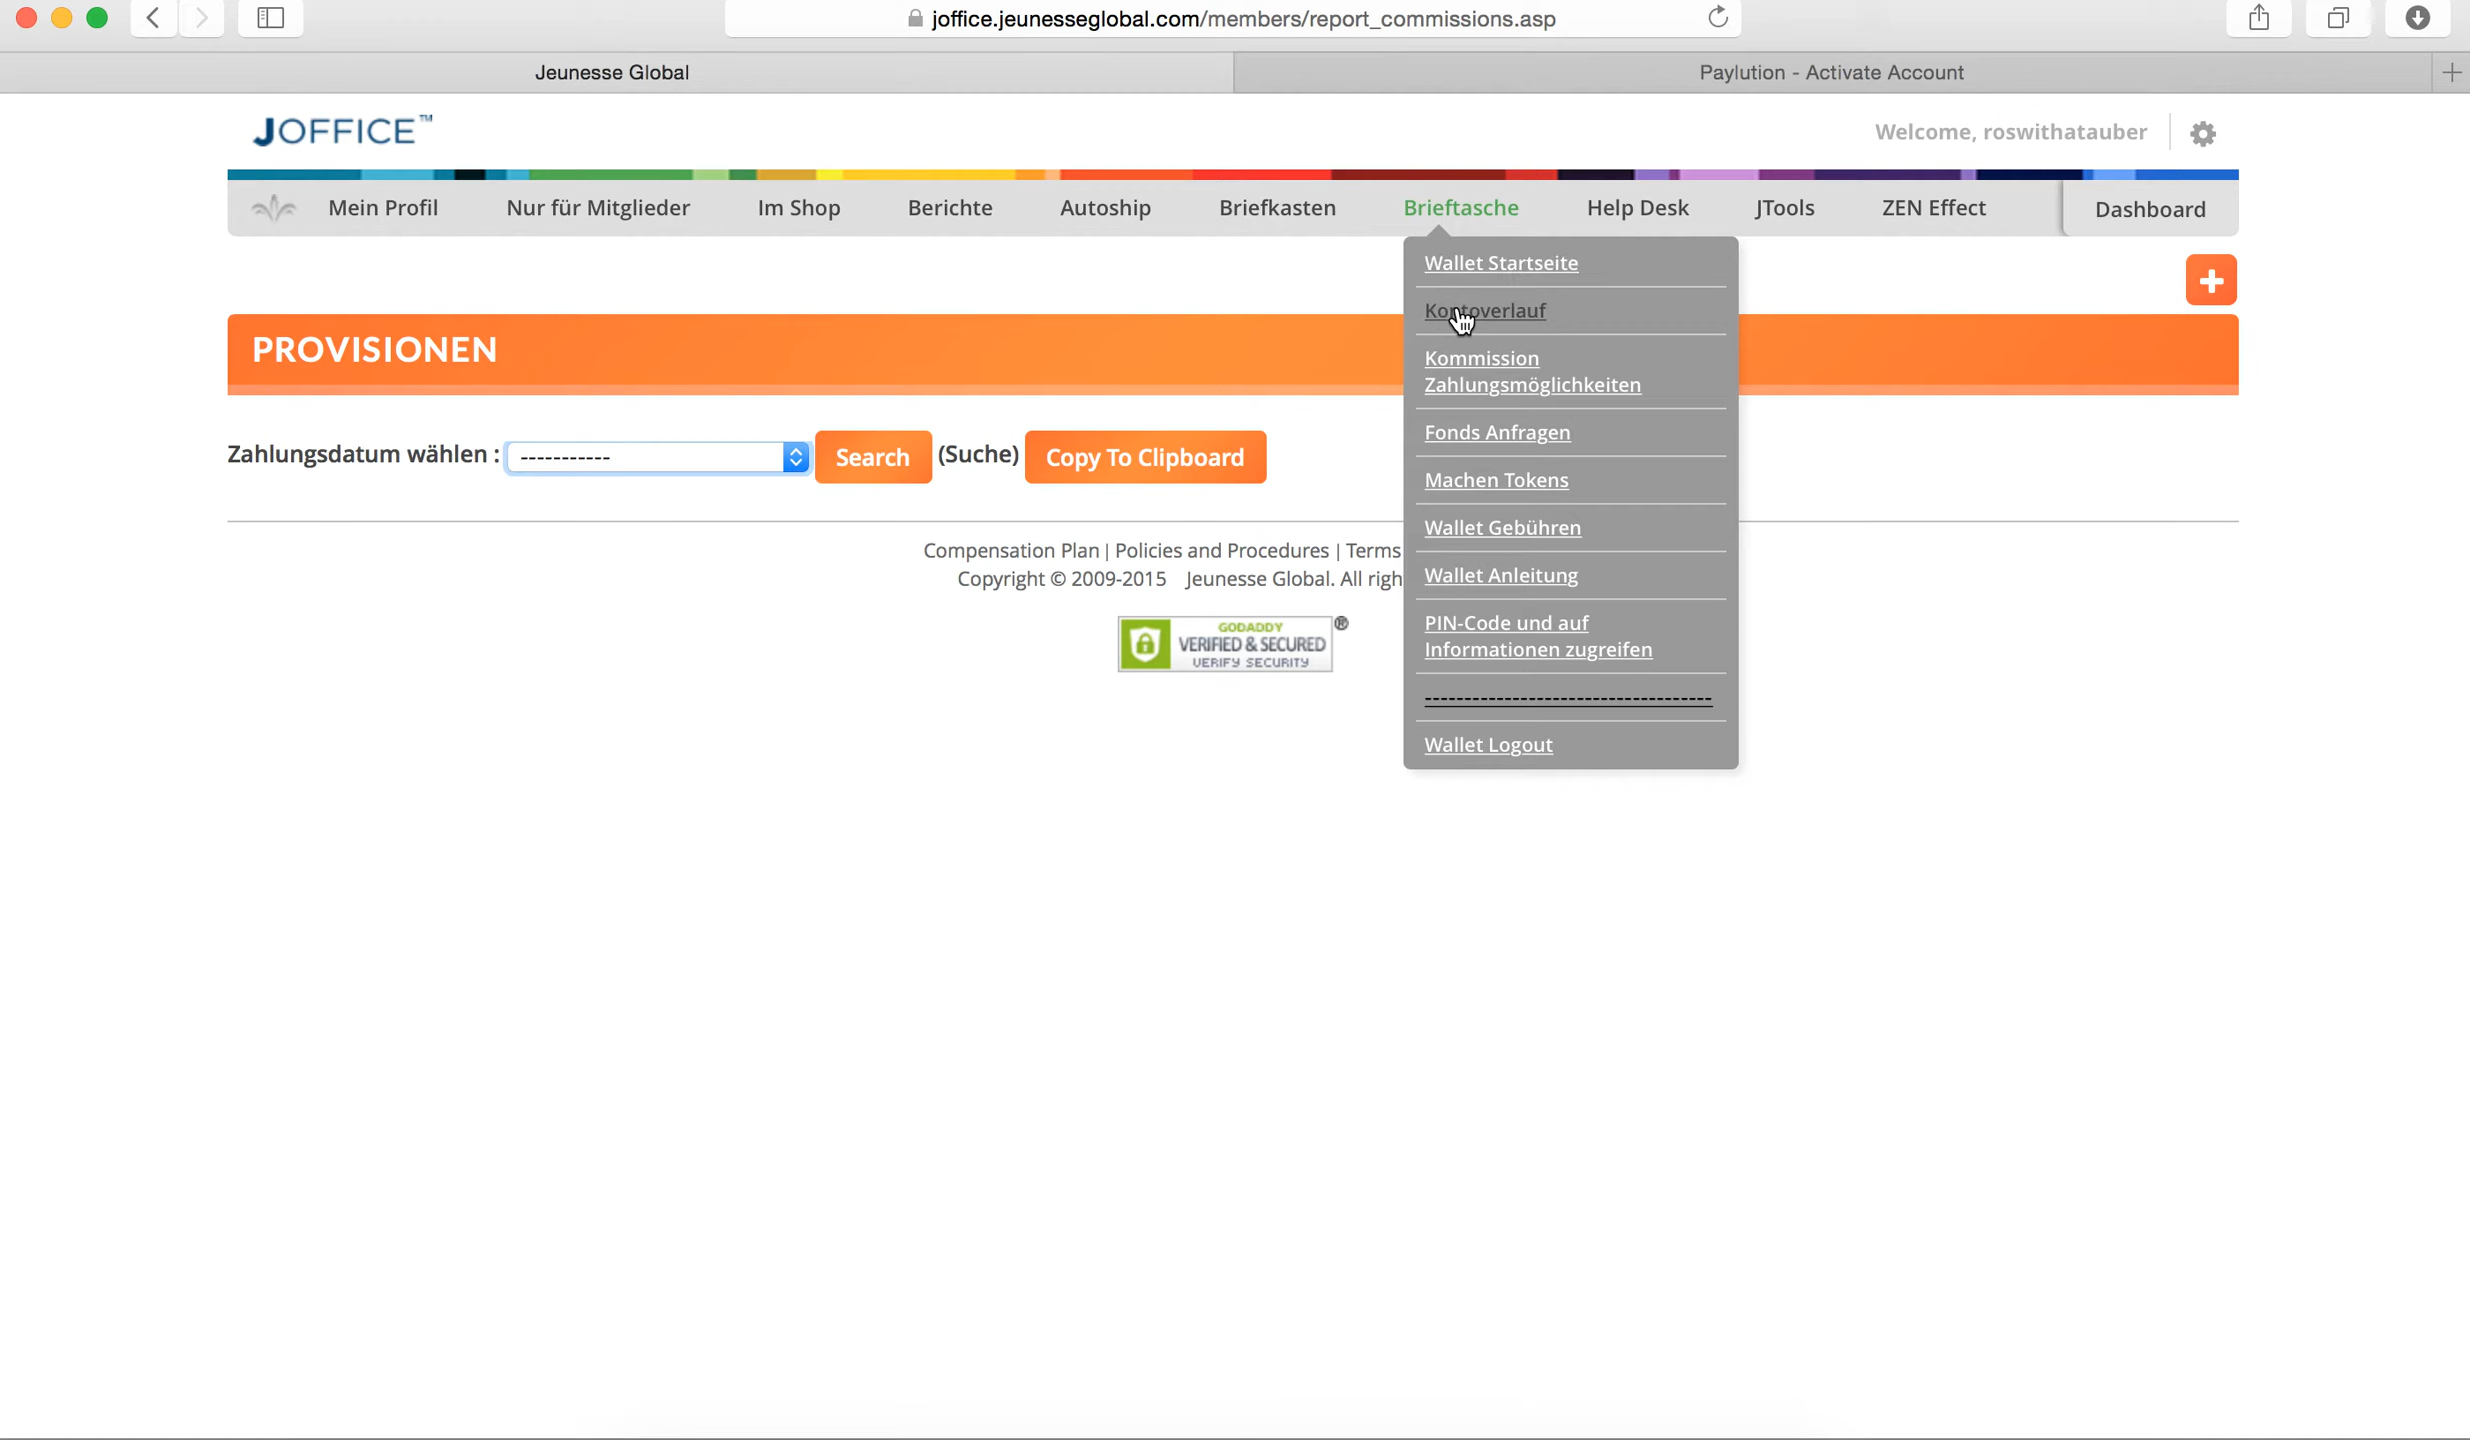 joffice.jeunesseglobal.com/members/report_commissions.asp
Jeunesse Global
Paylution - Activate Account
JOFFICE™
Welcome, roswithatauber
Mein Profil
Nur für Mitglieder
Im Shop
Berichte
Autoship
Briefkasten
Brieftasche
Help Desk
JTools
ZEN Effect
Dashboard
Wallet Startseite
Kontoverlauf
Kommission
Zahlungsmöglichkeiten
Fonds Anfragen
Machen Tokens
Wallet Gebühren
Wallet Anleitung
PIN-Code und auf
Informationen zugreifen
------------------------------------
Wallet Logout
PROVISIONEN
Zahlungsdatum wählen : ----------- Search (Suche) Copy To Clipboard
Compensation Plan | Policies and Procedures | Terms
Copyright © 2009-2015 Jeunesse Global. All righ
GODADDY ®
VERIFIED & SECURED
VERIFY SECURITY